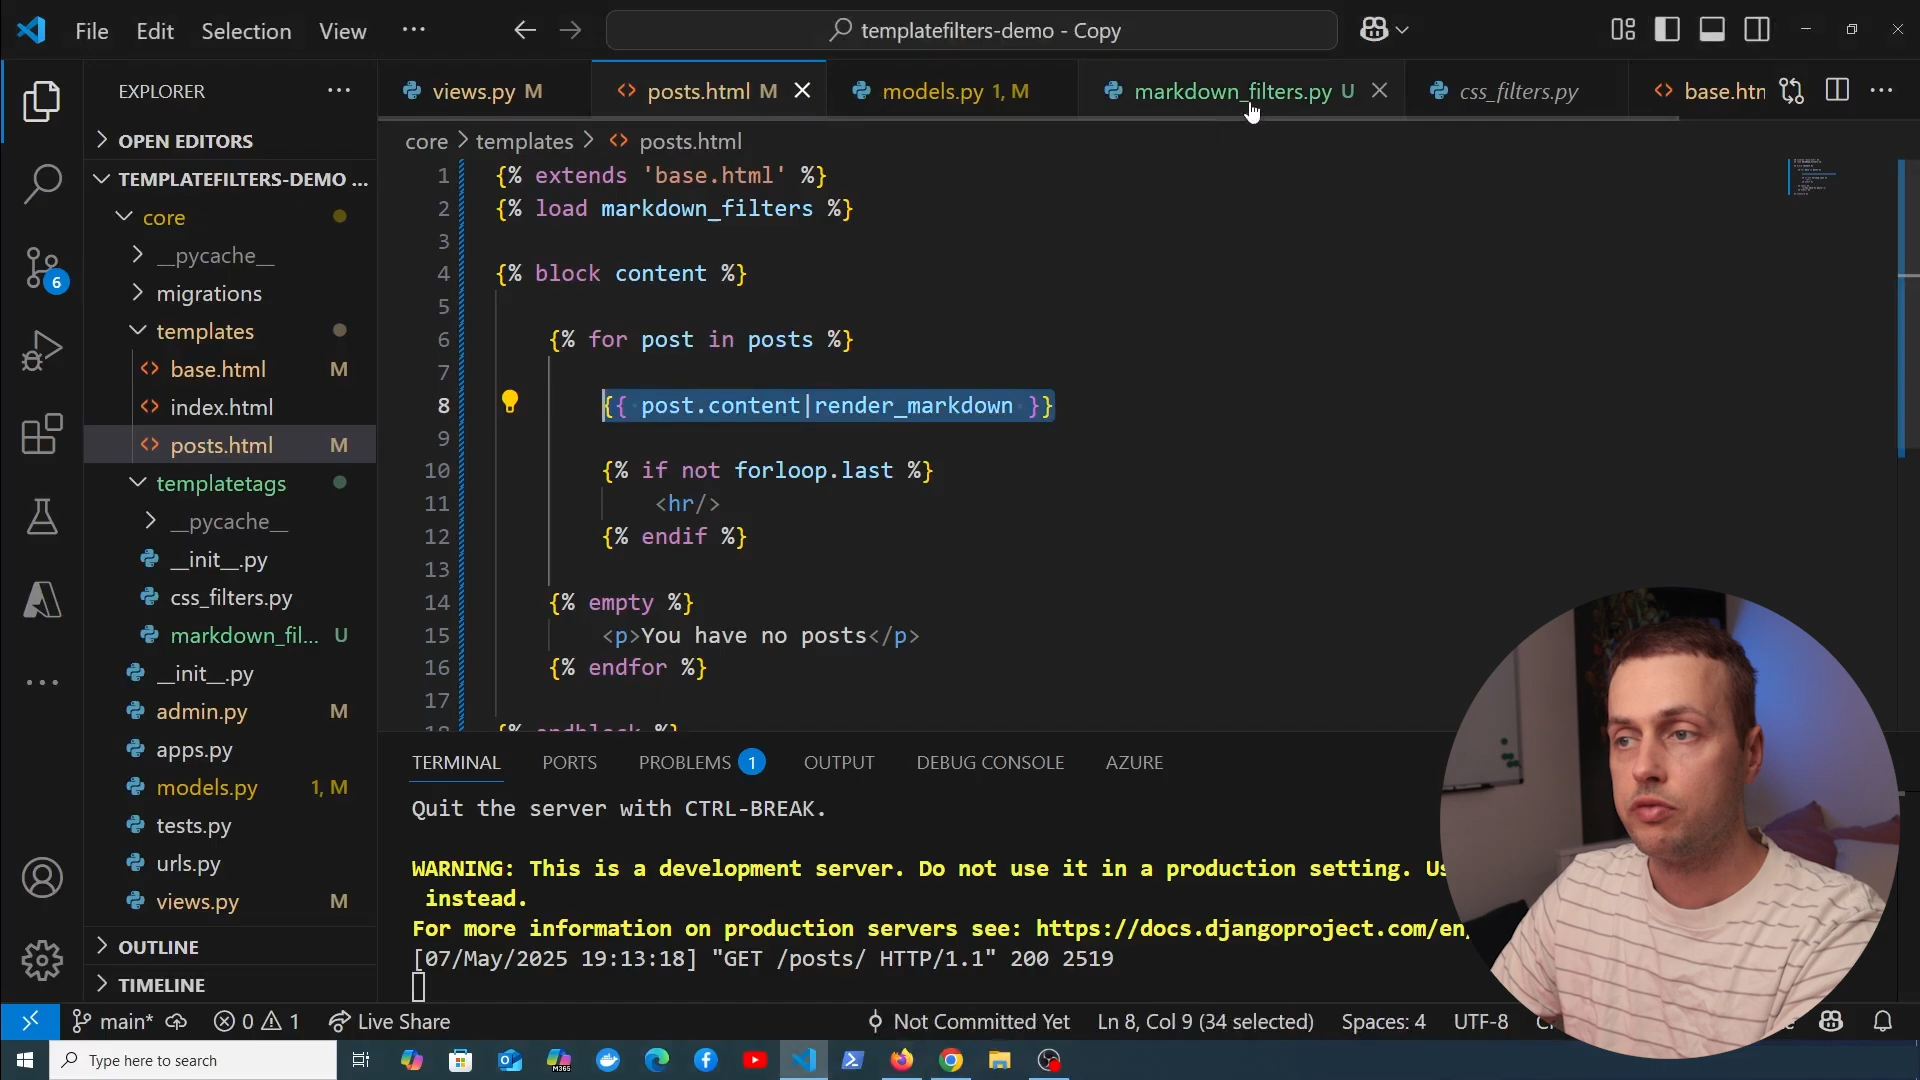 File Edit Selection View ··· templatefilters-demo - Copy
EXPLORER ···
views.py M posts.html M models.py 1, M markdown_filters.py U css_filters.py base.htn
OPEN EDITORS
TEMPLATEFILTERS-DEMO ...
core
__pycache__
migrations
templates
base.html M
index.html
posts.html M
templatetags
__pycache__
__init__.py
css_filters.py
markdown_fil... U
__init__.py
admin.py M
apps.py
models.py 1, M
tests.py
urls.py
views.py M
OUTLINE
TIMELINE
6
core > templates > posts.html
1 {% extends 'base.html' %}
2 {% load markdown_filters %}
3
4 {% block content %}
5
6 {% for post in posts %}
7
8 {{ post.content|render_markdown }}
9
10 {% if not forloop.last %}
11 <hr/>
12 {% endif %}
13
14 {% empty %}
15 <p>You have no posts</p>
16 {% endfor %}
17
18 {% endblock %}
TERMINAL PORTS PROBLEMS 1 OUTPUT DEBUG CONSOLE AZURE
Quit the server with CTRL-BREAK.
WARNING: This is a development server. Do not use it in a production setting. Us
instead.
For more information on production servers see: https://docs.djangoproject.com/en/
[07/May/2025 19:13:18] "GET /posts/ HTTP/1.1" 200 2519
main* 0 1 Live Share Not Committed Yet Ln 8, Col 9 (34 selected) Spaces: 4 UTF-8
Type here to search
M365